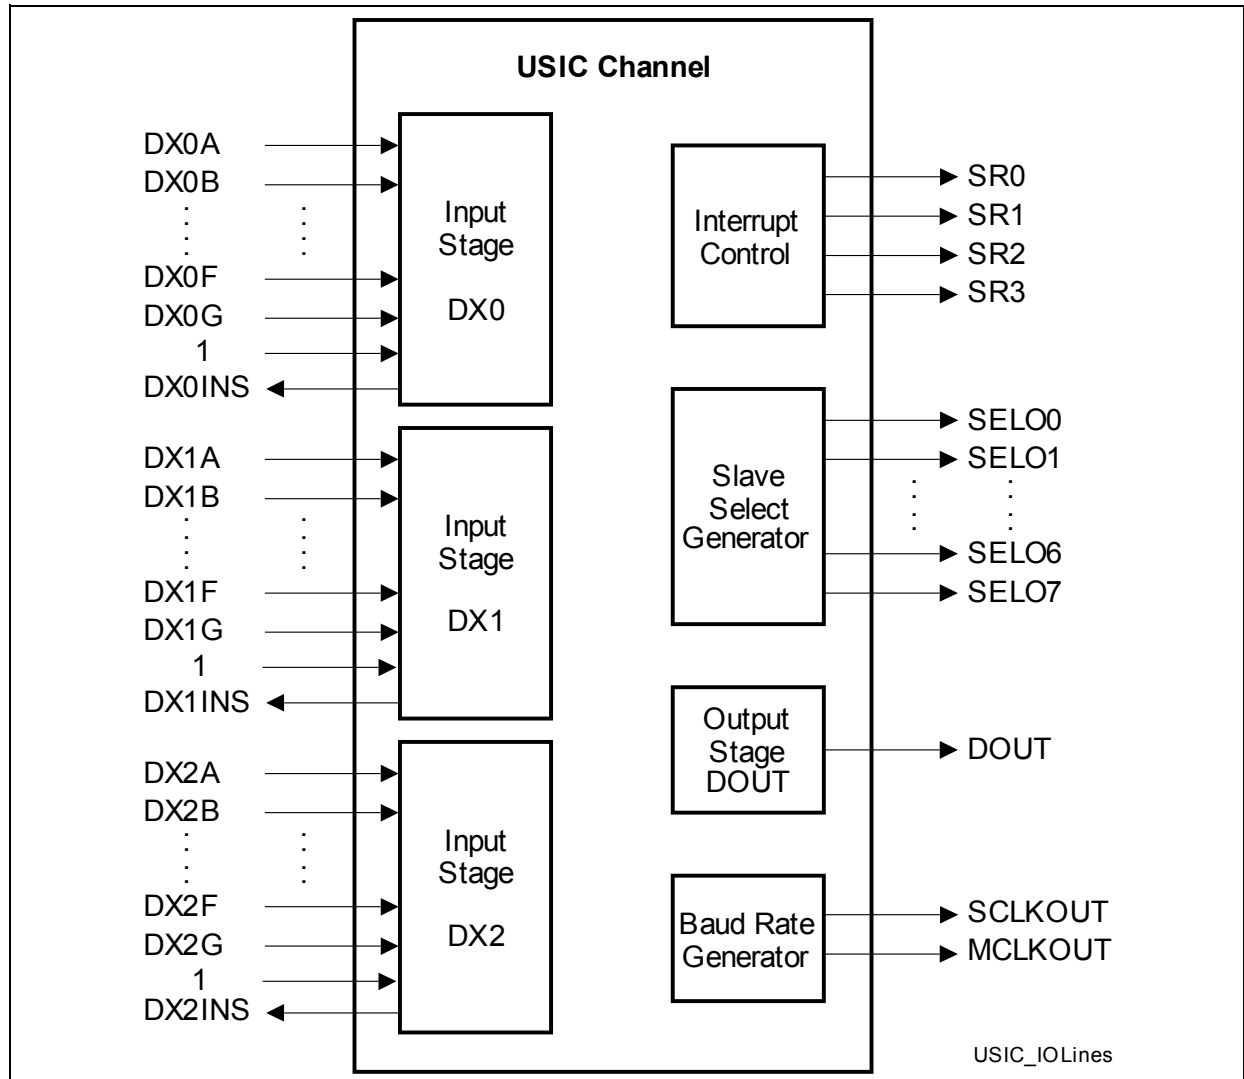 USIC Channel
DX0A
DX0B
DX0F
DX0G
1
DX0INS
Input
Stage
DX0
DX1A
DX1B
DX1F
DX1G
1
DX1INS
Input
Stage
DX1
DX2A
DX2B
DX2F
DX2G
1
DX2INS
Input
Stage
DX2
Interrupt
Control
SR0
SR1
SR2
SR3
Slave
Select
Generator
SELO0
SELO1
SELO6
SELO7
Output
Stage
DOUT
DOUT
Baud Rate
Generator
SCLKOUT
MCLKOUT
USIC_IOLines